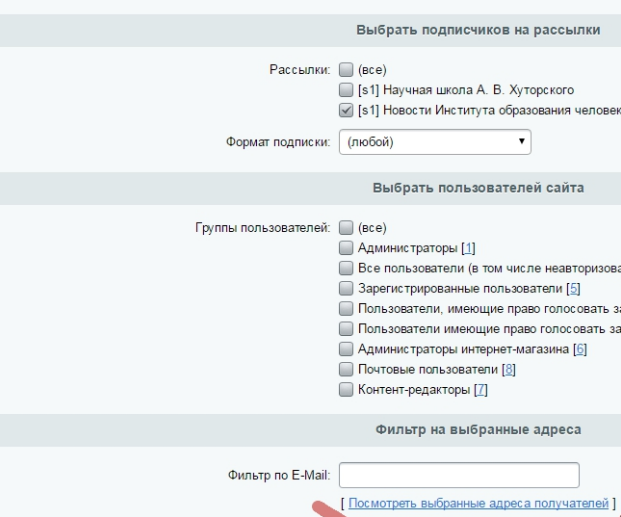 Выбрать подписчиков на рассылки
Рассылки: (все)
[s1] Научная школа А. В. Хуторского
[s1] Новости Института образования человек
Формат подписки: (любой)
Выбрать пользователей сайта
Группы пользователей: (все)
Администраторы [1]
Все пользователи (в том числе неавторизова
Зарегистрированные пользователи [5]
Пользователи, имеющие право голосовать за
Пользователи имеющие право голосовать за
Администраторы интернет-магазина [6]
Почтовые пользователи [8]
Контент-редакторы [7]
Фильтр на выбранные адреса
Фильтр по E-Mail:
[ Посмотреть выбранные адреса получателей ]